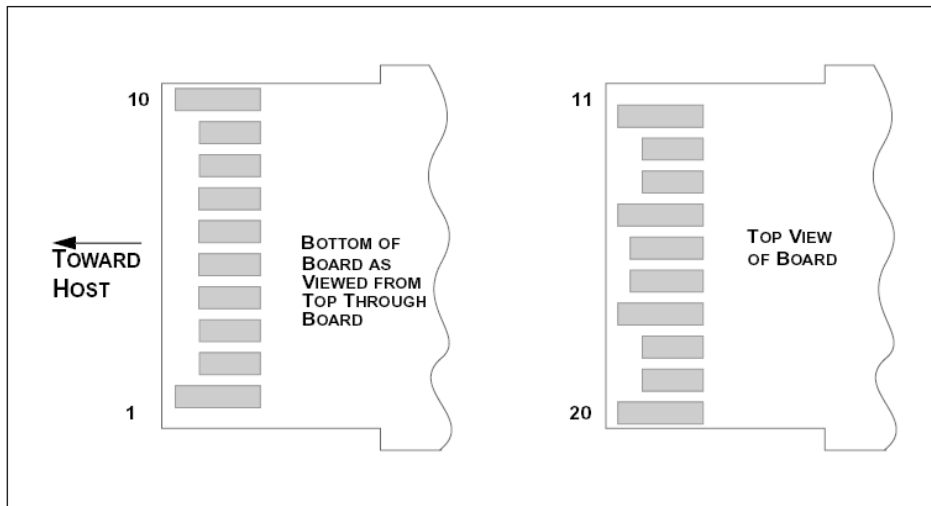 10
1
TOWARD
HOST
BOTTOM OF
BOARD AS
VIEWED FROM
TOP THROUGH
BOARD
11
20
TOP VIEW
OF BOARD